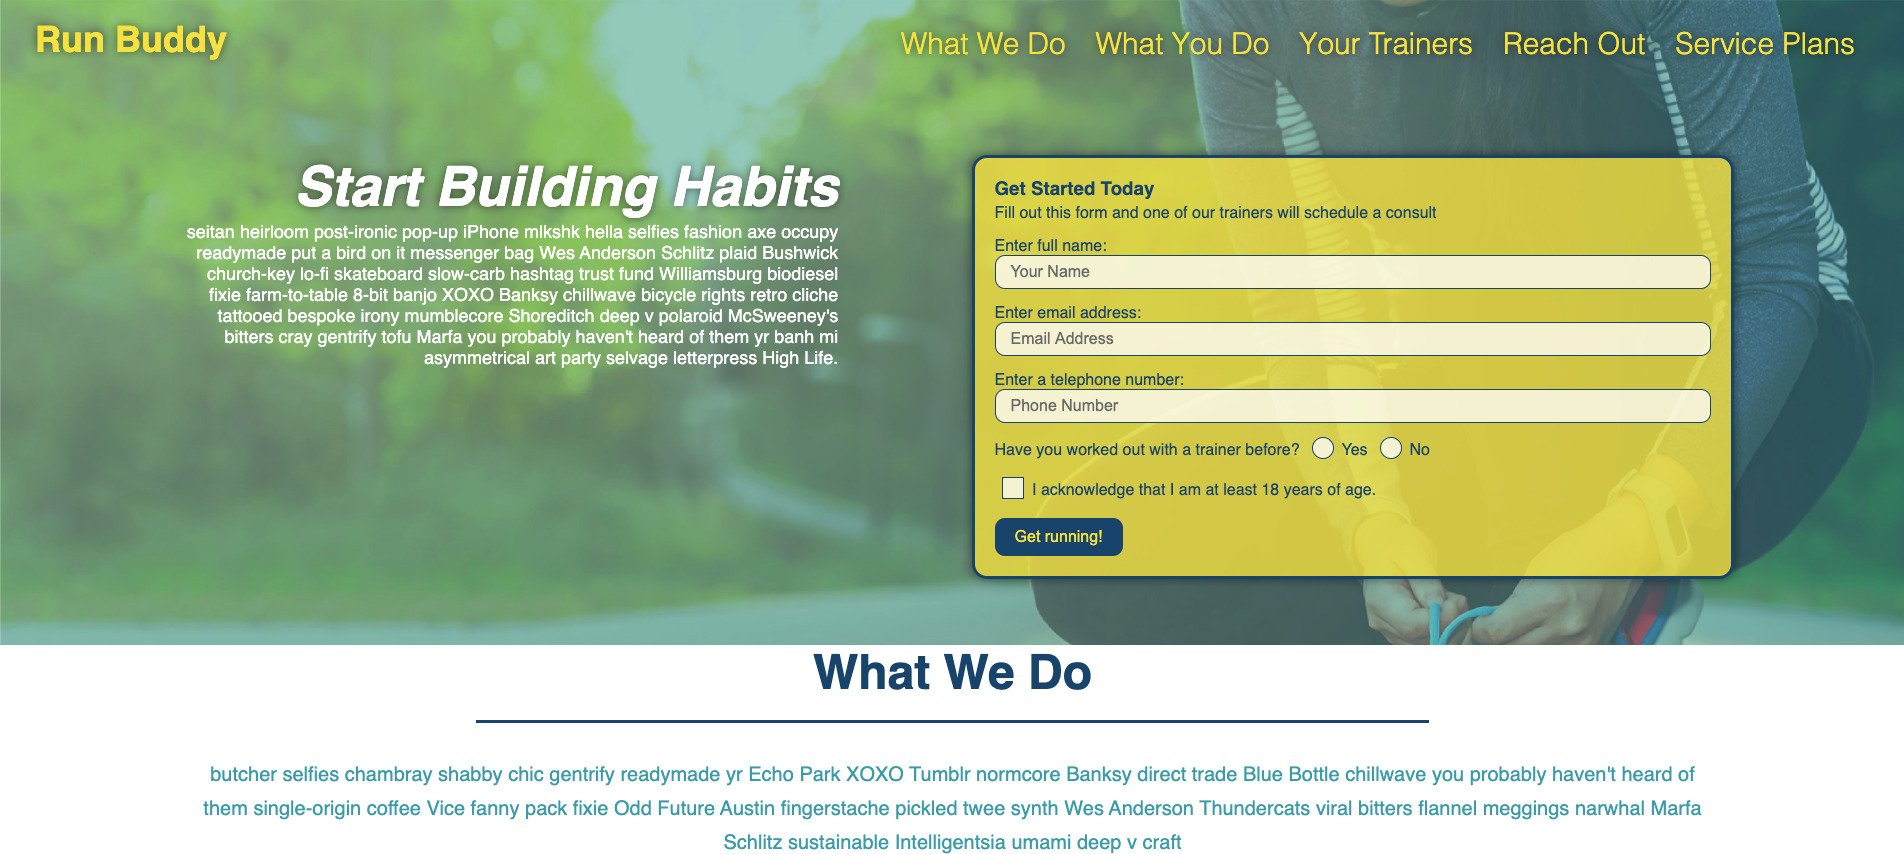 Run Buddy
What We Do What You Do Your Trainers Reach Out Service Plans
Start Building Habits
seitan heirloom post-ironic pop-up iPhone mlkshk hella selfies fashion axe occupy
readymade put a bird on it messenger bag Wes Anderson Schlitz plaid Bushwick
church-key lo-fi skateboard slow-carb hashtag trust fund Williamsburg biodiesel
fixie farm-to-table 8-bit banjo XOXO Banksy chillwave bicycle rights retro cliche
tattooed bespoke irony mumblecore Shoreditch deep v polaroid McSweeney's
bitters cray gentrify tofu Marfa you probably haven't heard of them yr banh mi
asymmetrical art party selvage letterpress High Life.
Get Started Today
Fill out this form and one of our trainers will schedule a consult
Enter full name:
Your Name
Enter email address:
Email Address
Enter a telephone number:
Phone Number
Have you worked out with a trainer before? Yes No
I acknowledge that I am at least 18 years of age.
Get running!
What We Do
butcher selfies chambray shabby chic gentrify readymade yr Echo Park XOXO Tumblr normcore Banksy direct trade Blue Bottle chillwave you probably haven't heard of
them single-origin coffee Vice fanny pack fixie Odd Future Austin fingerstache pickled twee synth Wes Anderson Thundercats viral bitters flannel meggings narwhal Marfa
Schlitz sustainable Intelligentsia umami deep v craft